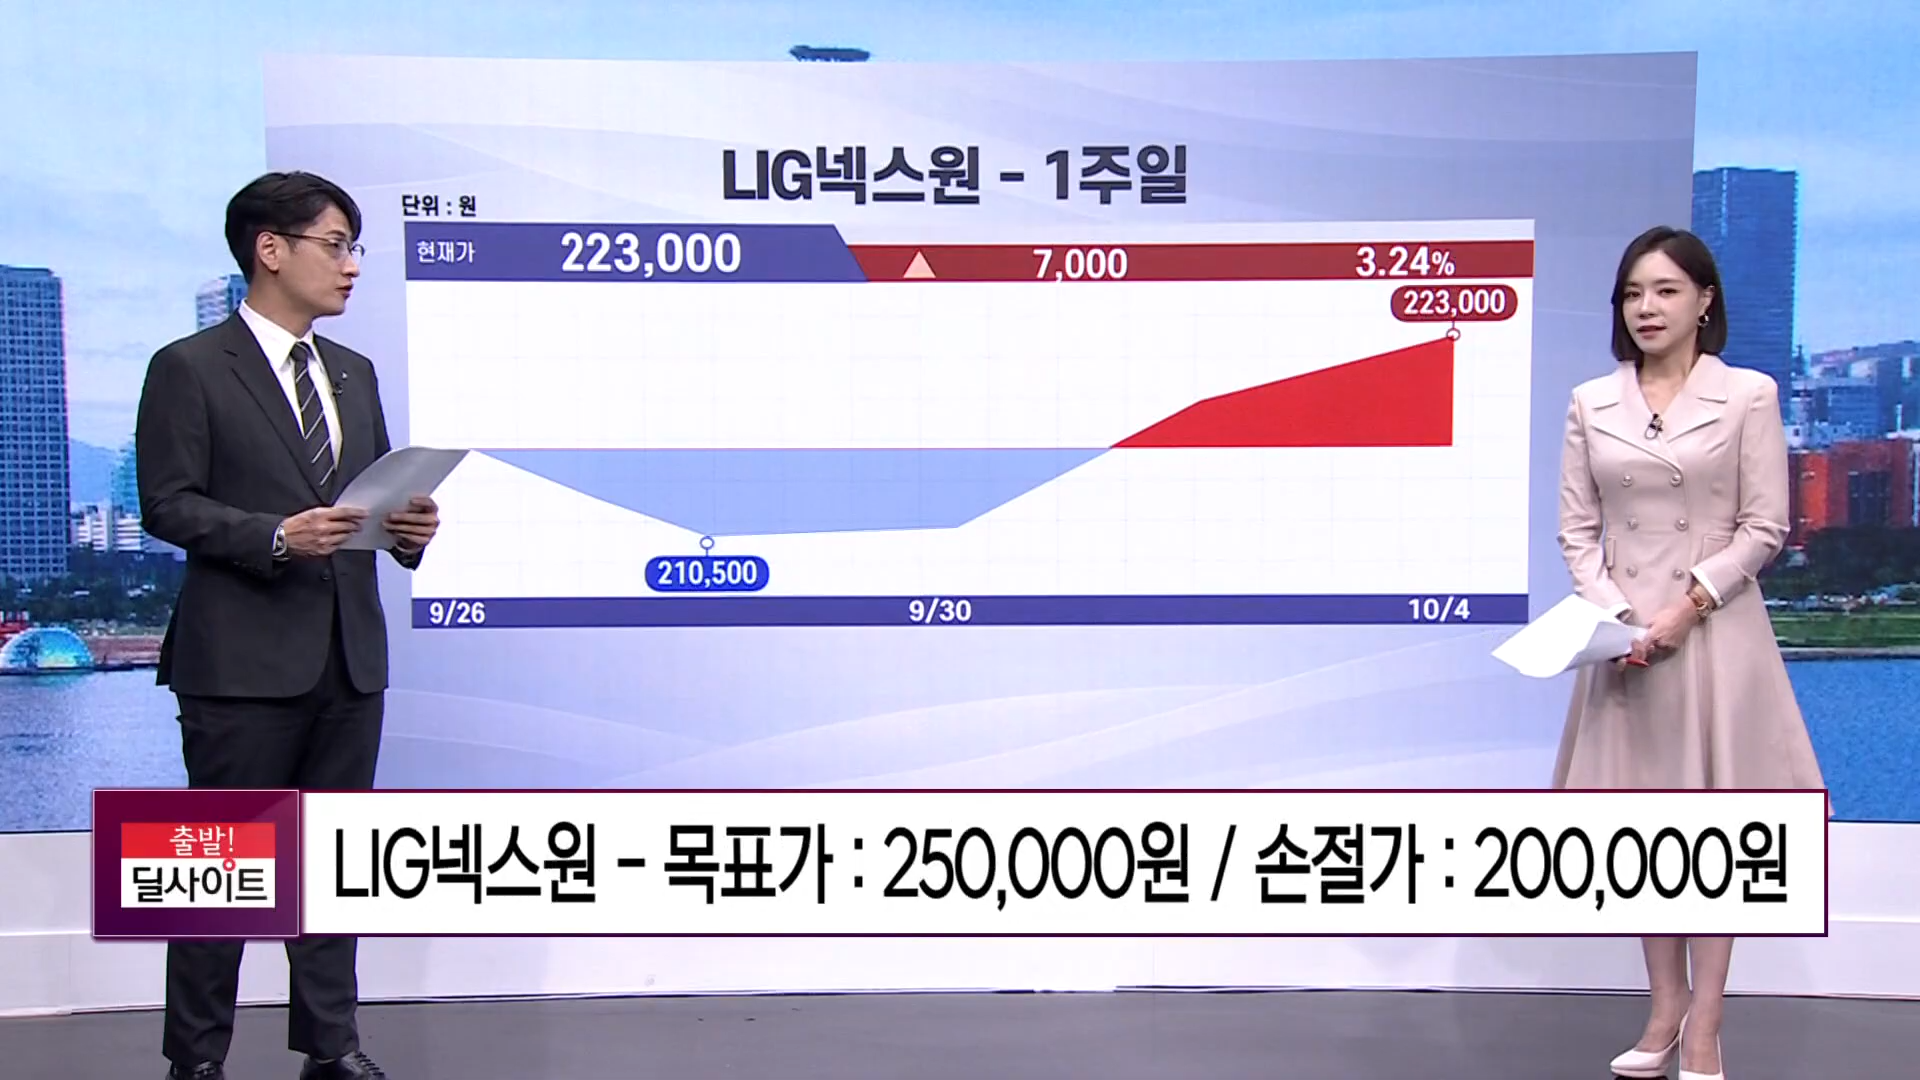 LIG넥스원 - 1주일
단위 : 원
현재가 223,000 ▲ 7,000 3.24%
223,000
210,500
9/26 9/30 10/4
출발!
딜사이트
LIG넥스원 - 목표가 : 250,000원 / 손절가 : 200,000원